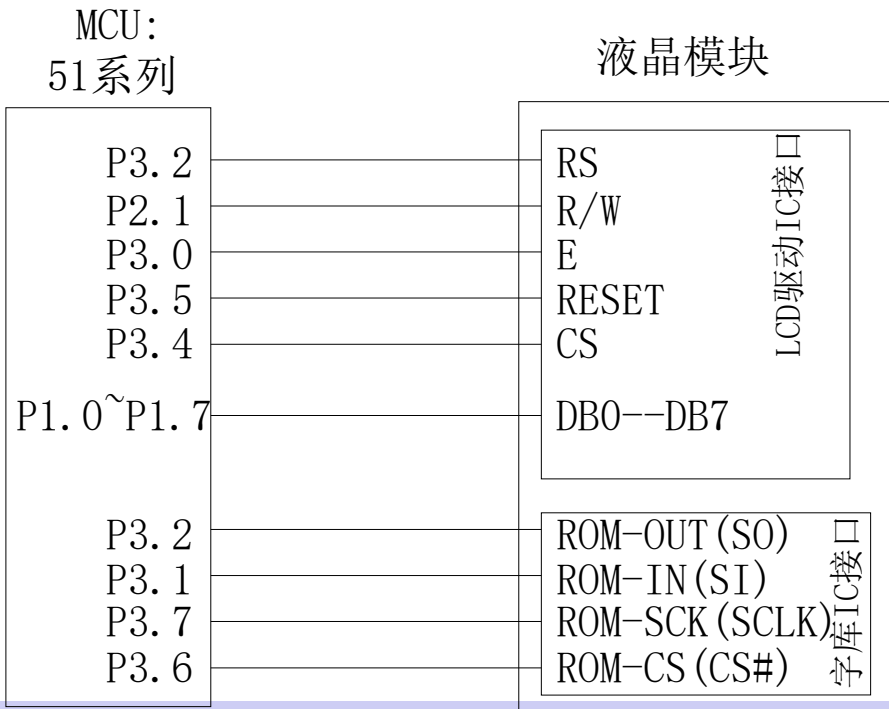 MCU:
51系列
液晶模块
P3.2
RS
P2.1
R/W
P3.0
E
P3.5
RESET
P3.4
CS
P1.0~P1.7
DB0--DB7
LCD驱动IC接口
P3.2
ROM-OUT(SO)
P3.1
ROM-IN(SI)
P3.7
ROM-SCK(SCLK)
P3.6
ROM-CS(CS#)
字库IC接口